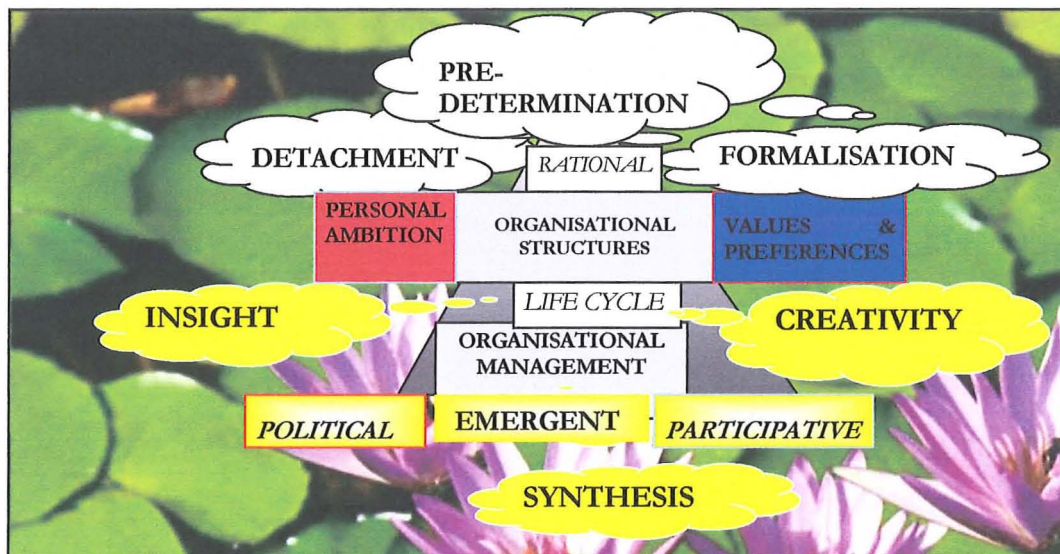 PRE-
DETERMINATION
DETACHMENT
RATIONAL
FORMALISATION
PERSONAL
AMBITION
ORGANISATIONAL
STRUCTURES
VALUES &
PREFERENCES
INSIGHT
LIFE CYCLE
CREATIVITY
ORGANISATIONAL
MANAGEMENT
POLITICAL
EMERGENT
PARTICIPATIVE
SYNTHESIS